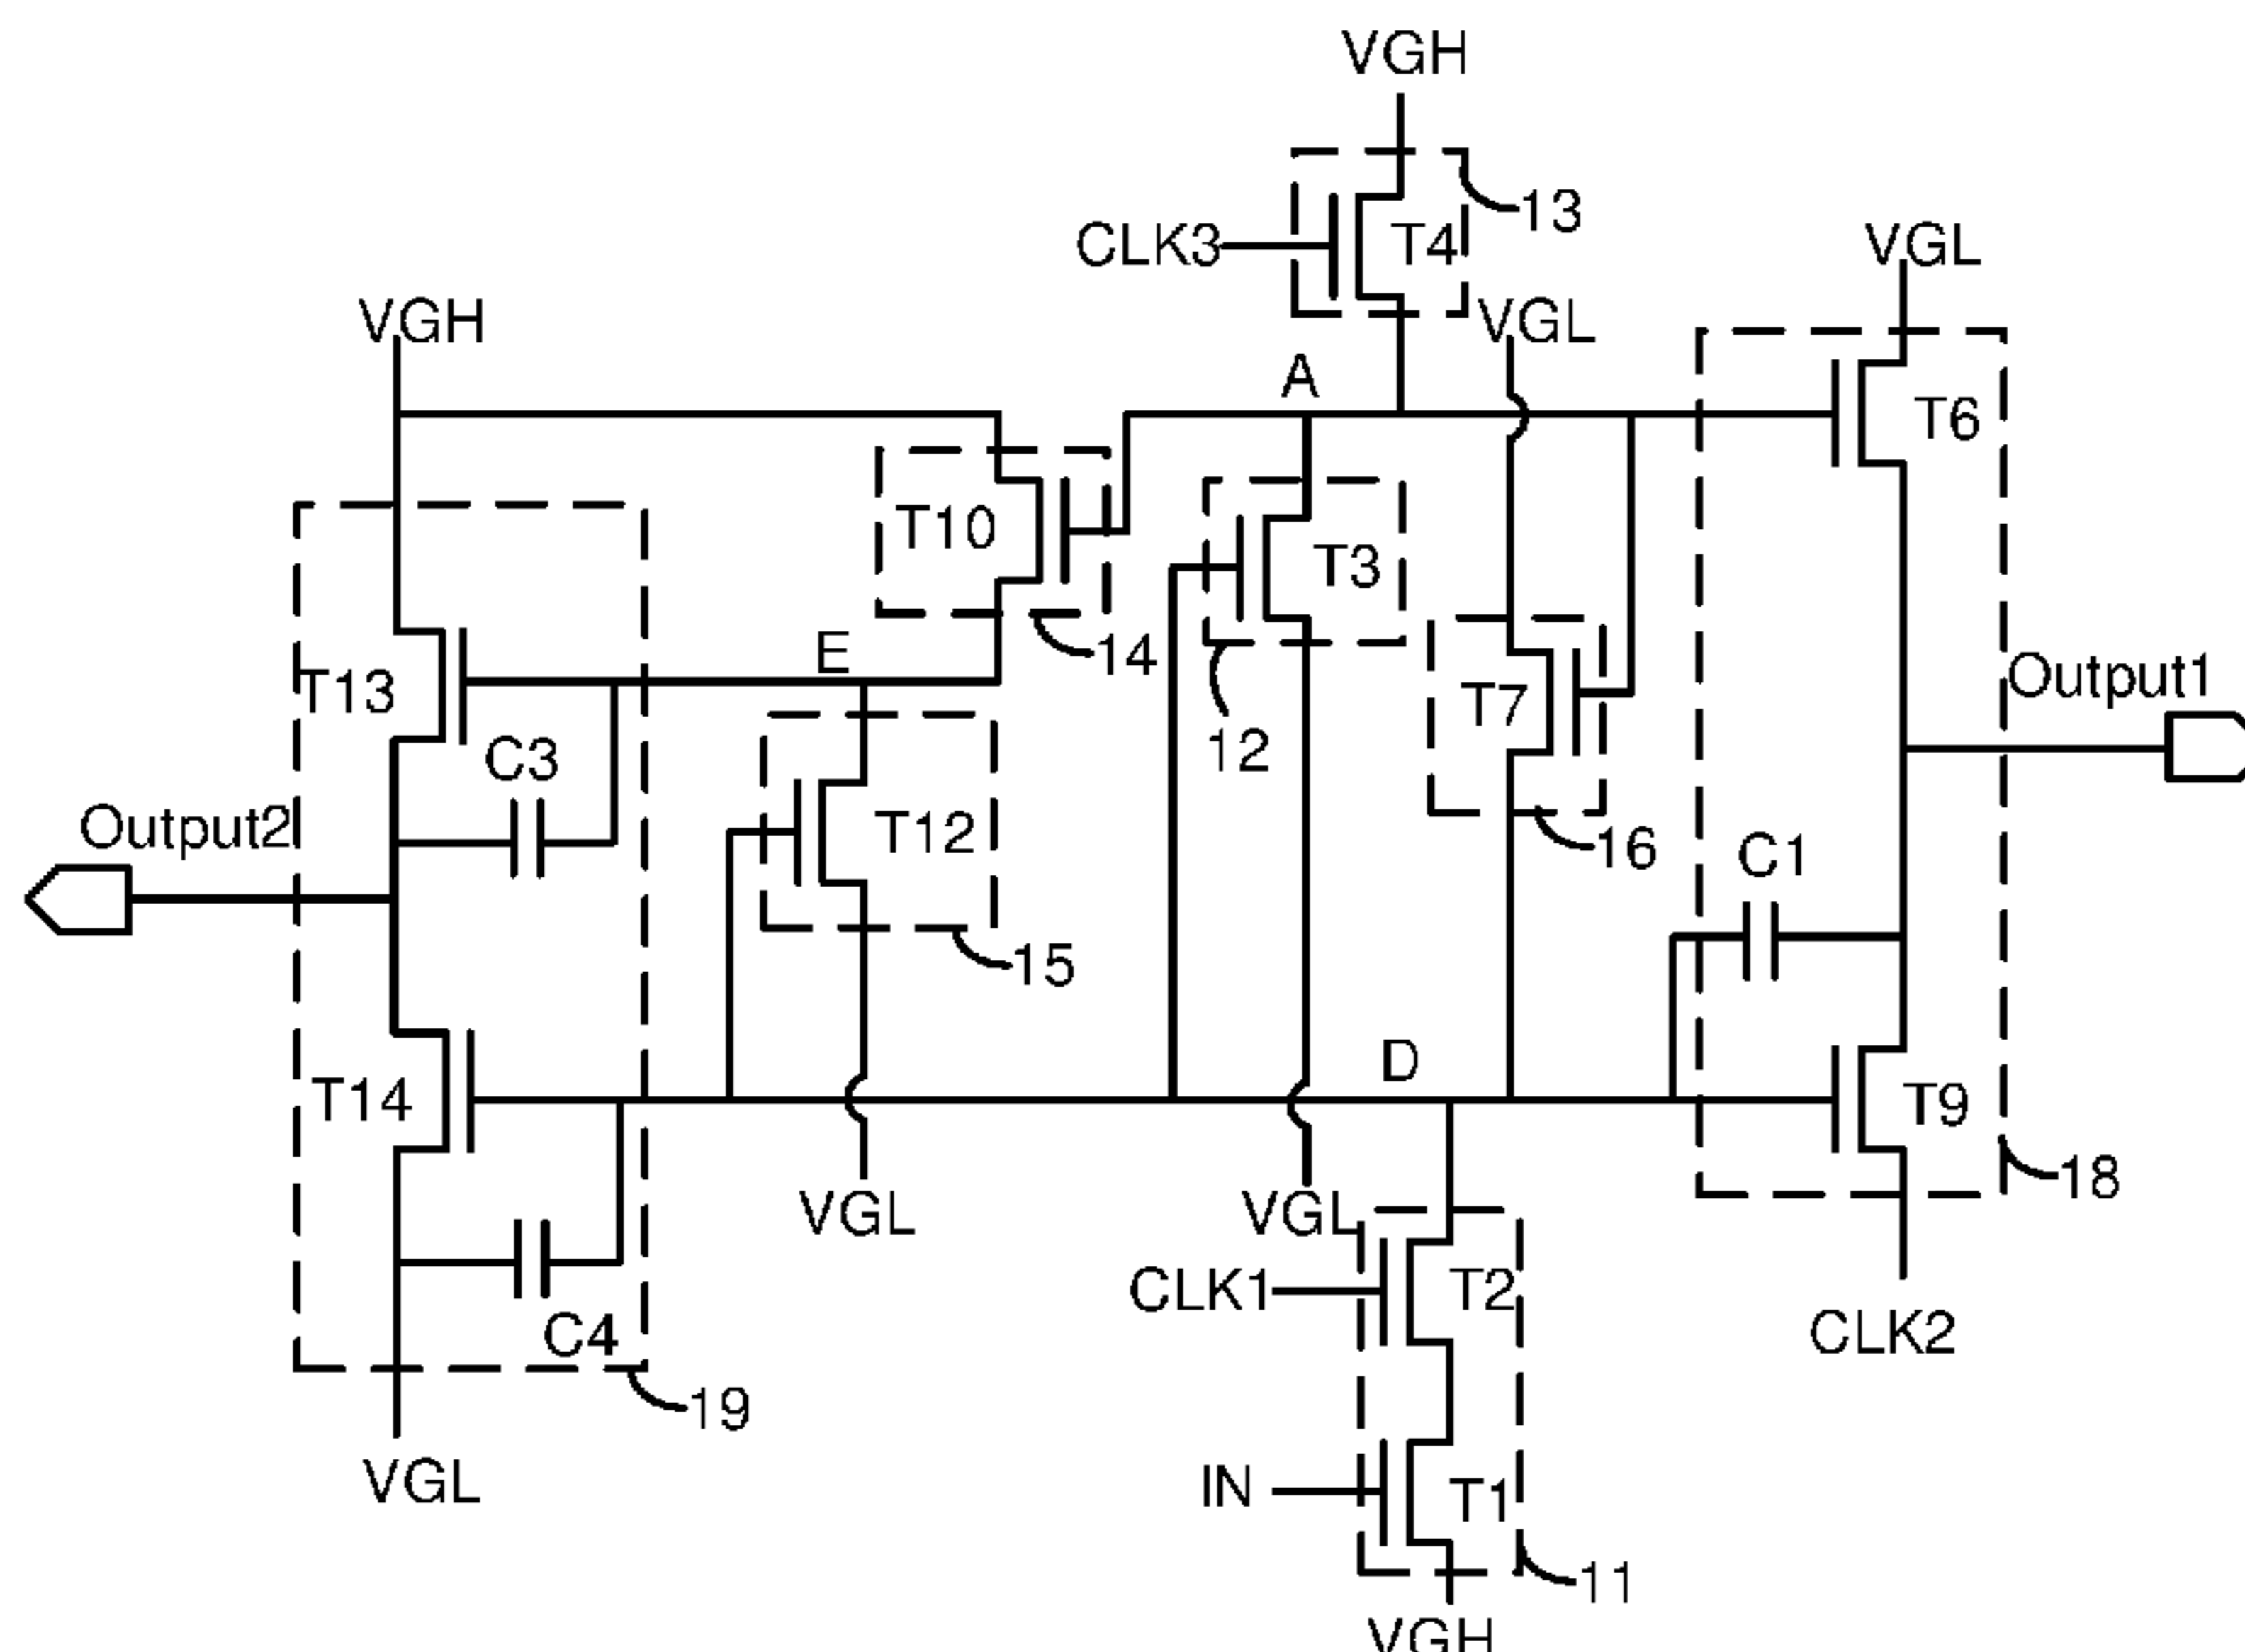 VGH
13
CLK3
T4
VGL
VGH
VGL
A
T6
T10
T3
E
14
Output1
T13
T7
12
C3
Output2
T12
16
C1
15
D
T14
T9
18
VGL
VGL
CLK1
T2
C4
CLK2
19
VGL
IN
T1
11
VGH